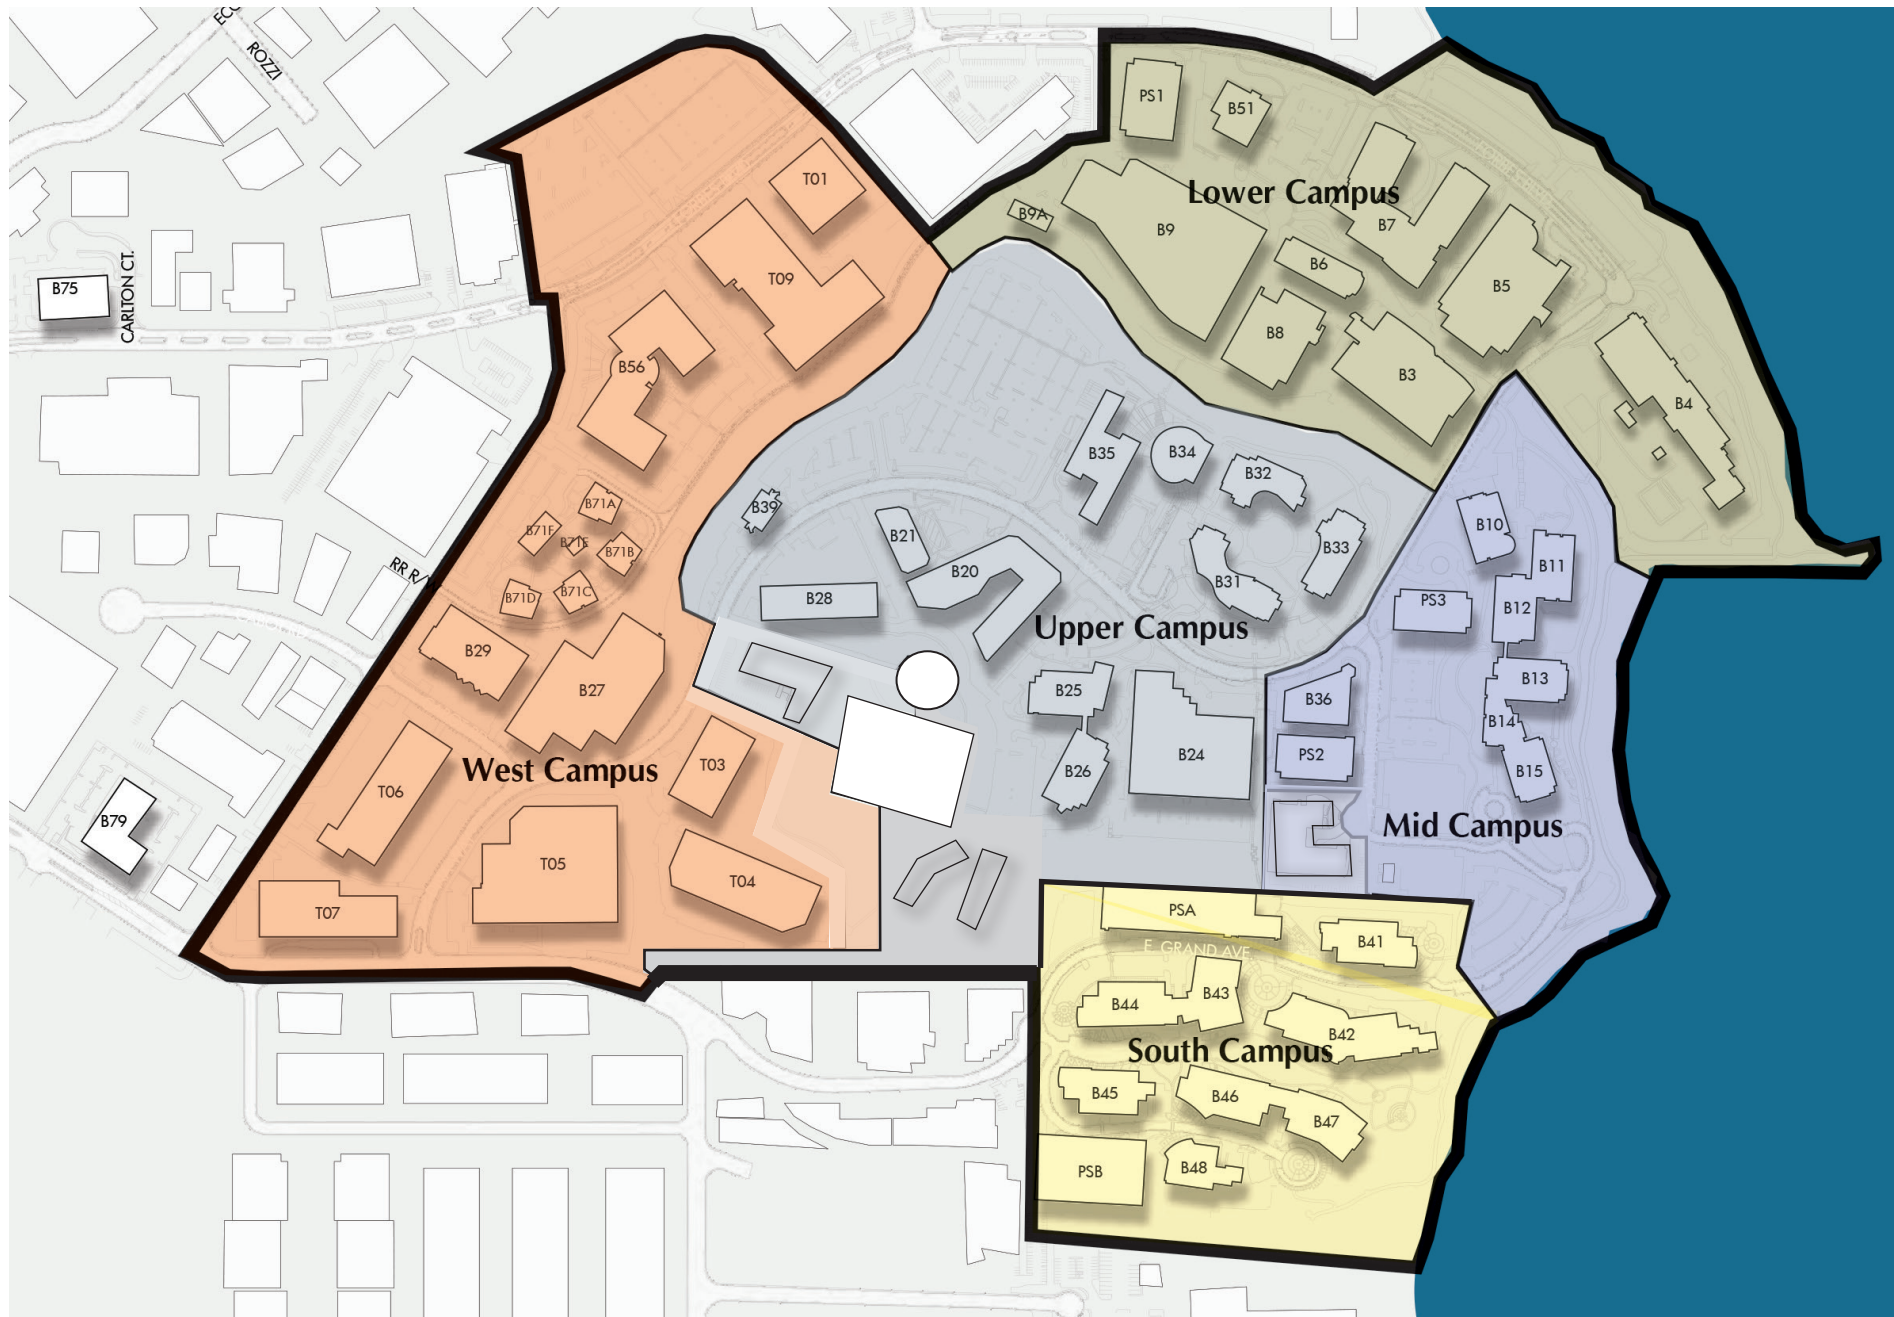 ROZZI
PS1
B51
T01
Lower Campus
B9A
B9
B7
B6
T09
B5
B75
CARLTON CT.
B8
B56
B3
B4
B35
B34
B32
B39
B71A
B71F
B71E
B71B
B21
B10
B33
B20
B11
B31
RR R/
B71D
B71C
B28
PS3
B12
Upper Campus
B29
B27
B25
B13
B36
B14
West Campus
T03
B26
B24
PS2
B15
T06
B79
Mid Campus
T05
T04
T07
PSA
B41
E. GRAND AVE.
B44
B43
B42
South Campus
B45
B46
B47
PSB
B48